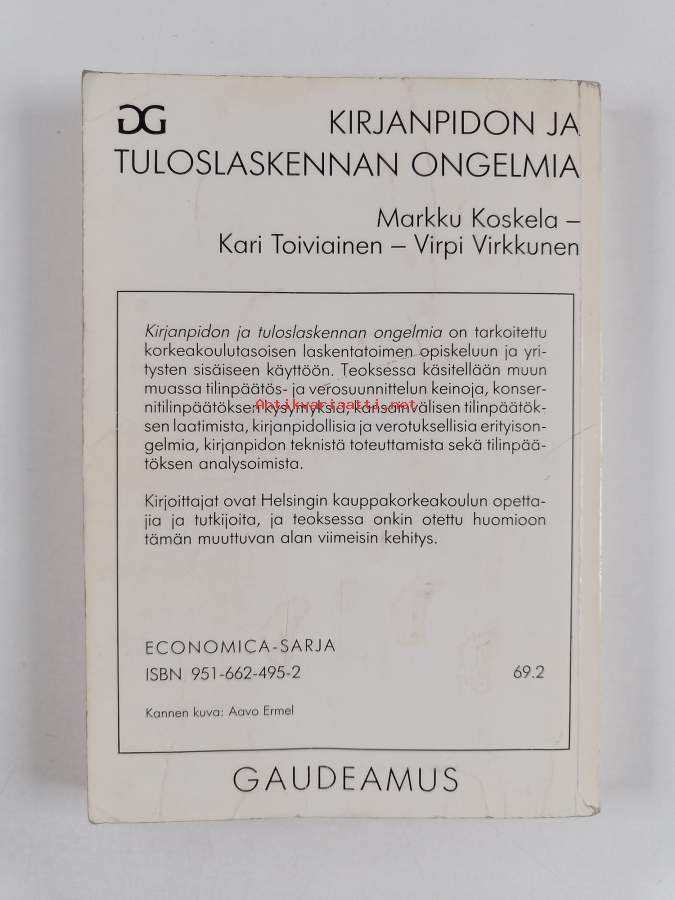 GG
KIRJANPIDON JA
TULOSLASKENNAN ONGELMIA
Markku Koskela –
Kari Toiviainen – Virpi Virkkunen
Kirjanpidon ja tuloslaskennan ongelmia on tarkoitettu
korkeakoulutasoisen laskentatoimen opiskeluun ja yri-
tysten sisäiseen käyttöön. Teoksessa käsitellään muun
muassa tilinpäätös- ja verosuunnittelun keinoja, konser-
nitilinpäätöksen kysymyksiä, kansainvälisen tilinpäätök-
Antikvariaatti.net
sen laatimista, kirjanpidollisia ja verotuksellisia erityison-
gelmia, kirjanpidon teknistä toteuttamista sekä tilinpää-
töksen analysoimista.
Kirjoittajat ovat Helsingin kauppakorkeakoulun opetta-
jia ja tutkijoita, ja teoksessa onkin otettu huomioon
tämän muuttuvan alan viimeisin kehitys.
ECONOMICA-SARJA
ISBN 951-662-495-2 69.2
Kannen kuva: Aavo Ermel
GAUDEAMUS